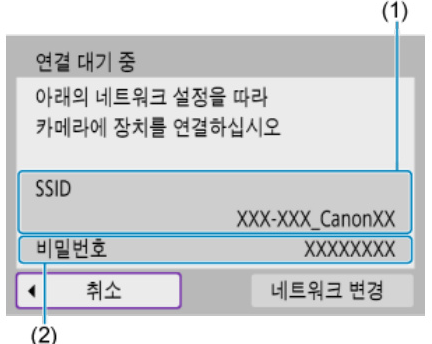 (1)
연결 대기 중
아래의 네트워크 설정을 따라
카메라에 장치를 연결하십시오
SSID
XXX-XXX_CanonXX
비밀번호 XXXXXXXX
취소 네트워크 변경
(2)